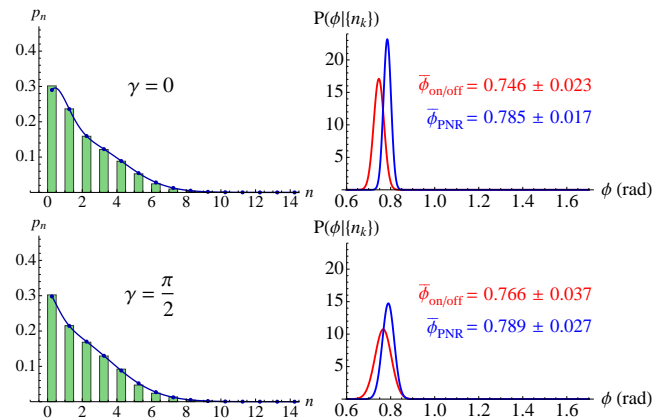 p_n
0.4
0.3
0.2
0.1
γ = 0
0 2 4 6 8 10 12 14 n
P(ϕ|{n_k})
20
15
10
5
0
ϕ̅_on/off = 0.746 ± 0.023
ϕ̅_PNR = 0.785 ± 0.017
0.6 0.8 1.0 1.2 1.4 1.6 ϕ (rad)
p_n
0.4
0.3
0.2
0.1
γ = π/2
0 2 4 6 8 10 12 14 n
P(ϕ|{n_k})
20
15
10
5
0
ϕ̅_on/off = 0.766 ± 0.037
ϕ̅_PNR = 0.789 ± 0.027
0.6 0.8 1.0 1.2 1.4 1.6 ϕ (rad)